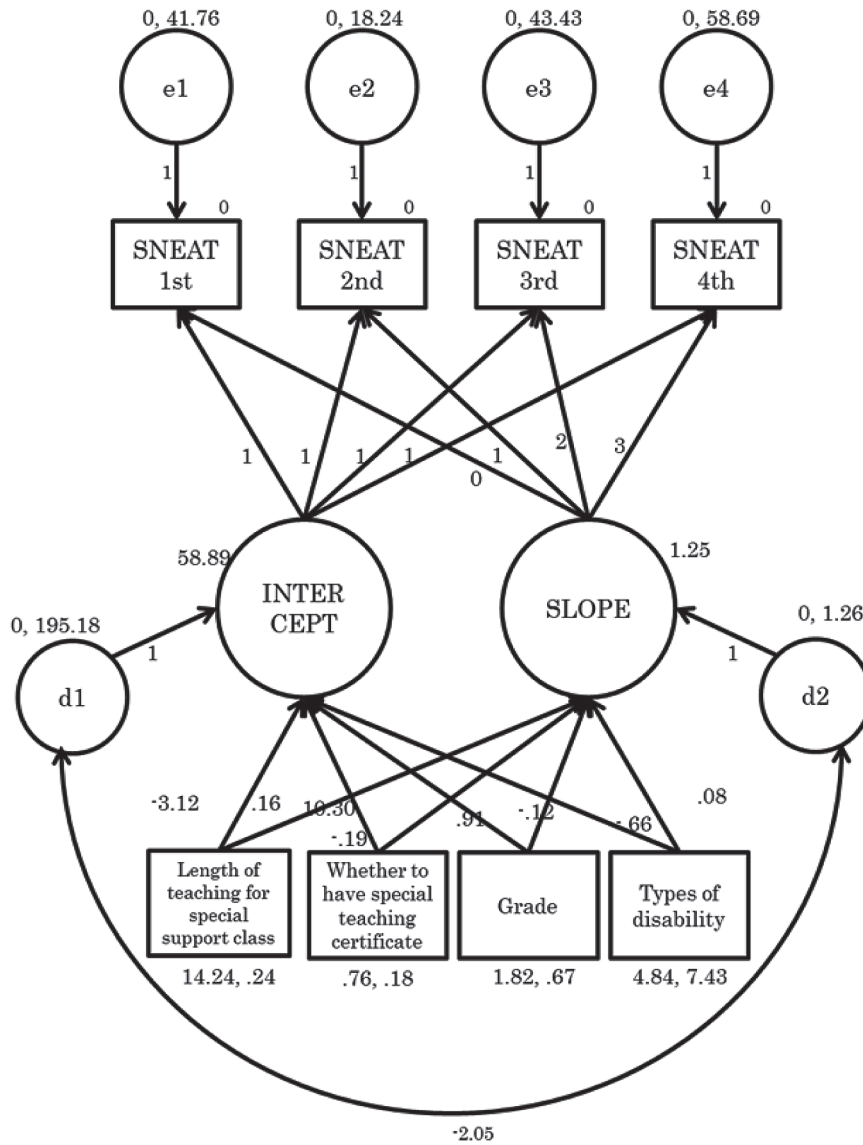 0, 41.76
0, 18.24
0, 43.43
0, 58.69
e1
e2
e3
e4
1
1
1
1
0
0
0
0
SNEAT
1st
SNEAT
2nd
SNEAT
3rd
SNEAT
4th
1
1
1
1
1
0
2
3
58.89
INTER
CEPT
SLOPE
1.25
0, 195.18
1
d1
0, 1.26
1
d2
-3.12
.16
10.30
-.19
.91
-.12
-.66
.08
Length of
teaching for
special
support class
Whether to
have special
teaching
certificate
Grade
Types of
disability
14.24, .24
.76, .18
1.82, .67
4.84, 7.43
-2.05